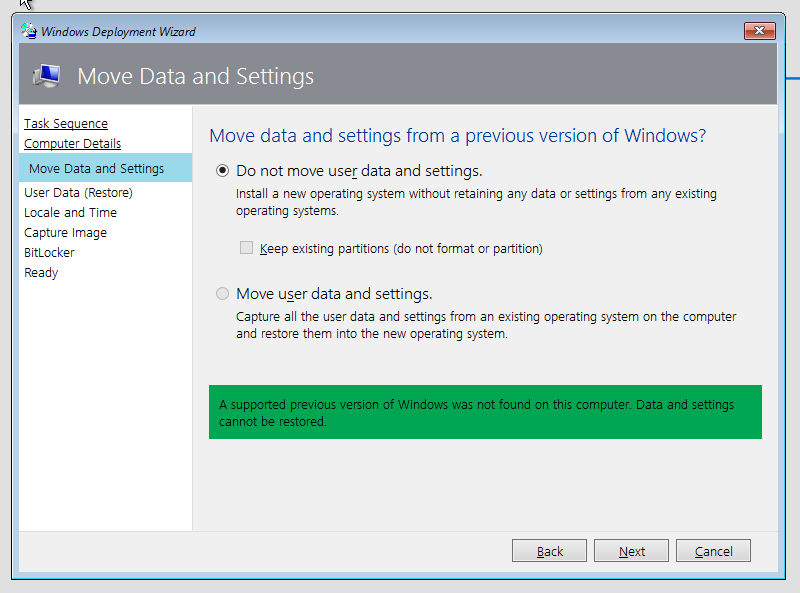 Windows Deployment Wizard
Move Data and Settings
Task Sequence
Computer Details
Move Data and Settings
User Data (Restore)
Locale and Time
Capture Image
BitLocker
Ready
Move data and settings from a previous version of Windows?
Do not move user data and settings.
Install a new operating system without retaining any data or settings from any existing
operating systems.
Keep existing partitions (do not format or partition)
Move user data and settings.
Capture all the user data and settings from an existing operating system on the computer
and restore them into the new operating system.
A supported previous version of Windows was not found on this computer. Data and settings
cannot be restored.
Back
Next
Cancel